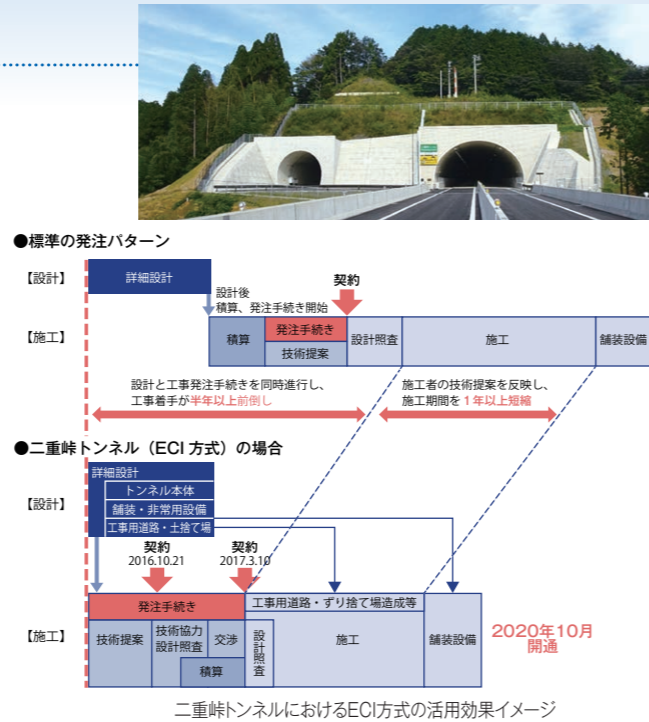 ●標準の発注パターン
【設計】
詳細設計
設計後
積算、発注手続き開始
契約
【施工】
積算
発注手続き
技術提案
設計照査
施工
舗装設備
設計と工事発注手続きを同時進行し、
工事着手が半年以上前倒し
施工者の技術提案を反映し、
施工期間を1年以上短縮
●二重峠トンネル（ECI 方式）の場合
【設計】
詳細設計
トンネル本体
舗装・非常用設備
工事用道路・土捨て場
契約
2016.10.21
契約
2017.3.10
【施工】
発注手続き
工事用道路・ずり捨て場造成等
技術提案
技術協力
設計照査
交渉
積算
設計照査
施工
舗装設備
2020年10月
開通
二重峠トンネルにおけるECI方式の活用効果イメージ